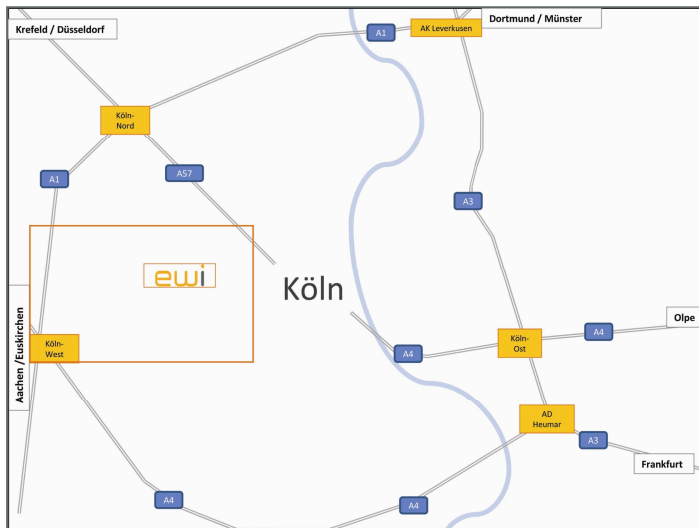 Krefeld / Düsseldorf
Dortmund / Münster
AK Leverkusen
A1
Köln-
Nord
A57
A1
A3
ewi
Köln
Olpe
A4
Köln-
Ost
A4
Köln-
West
Aachen /Euskirchen
AD
Heumar
A3
Frankfurt
A4
A4